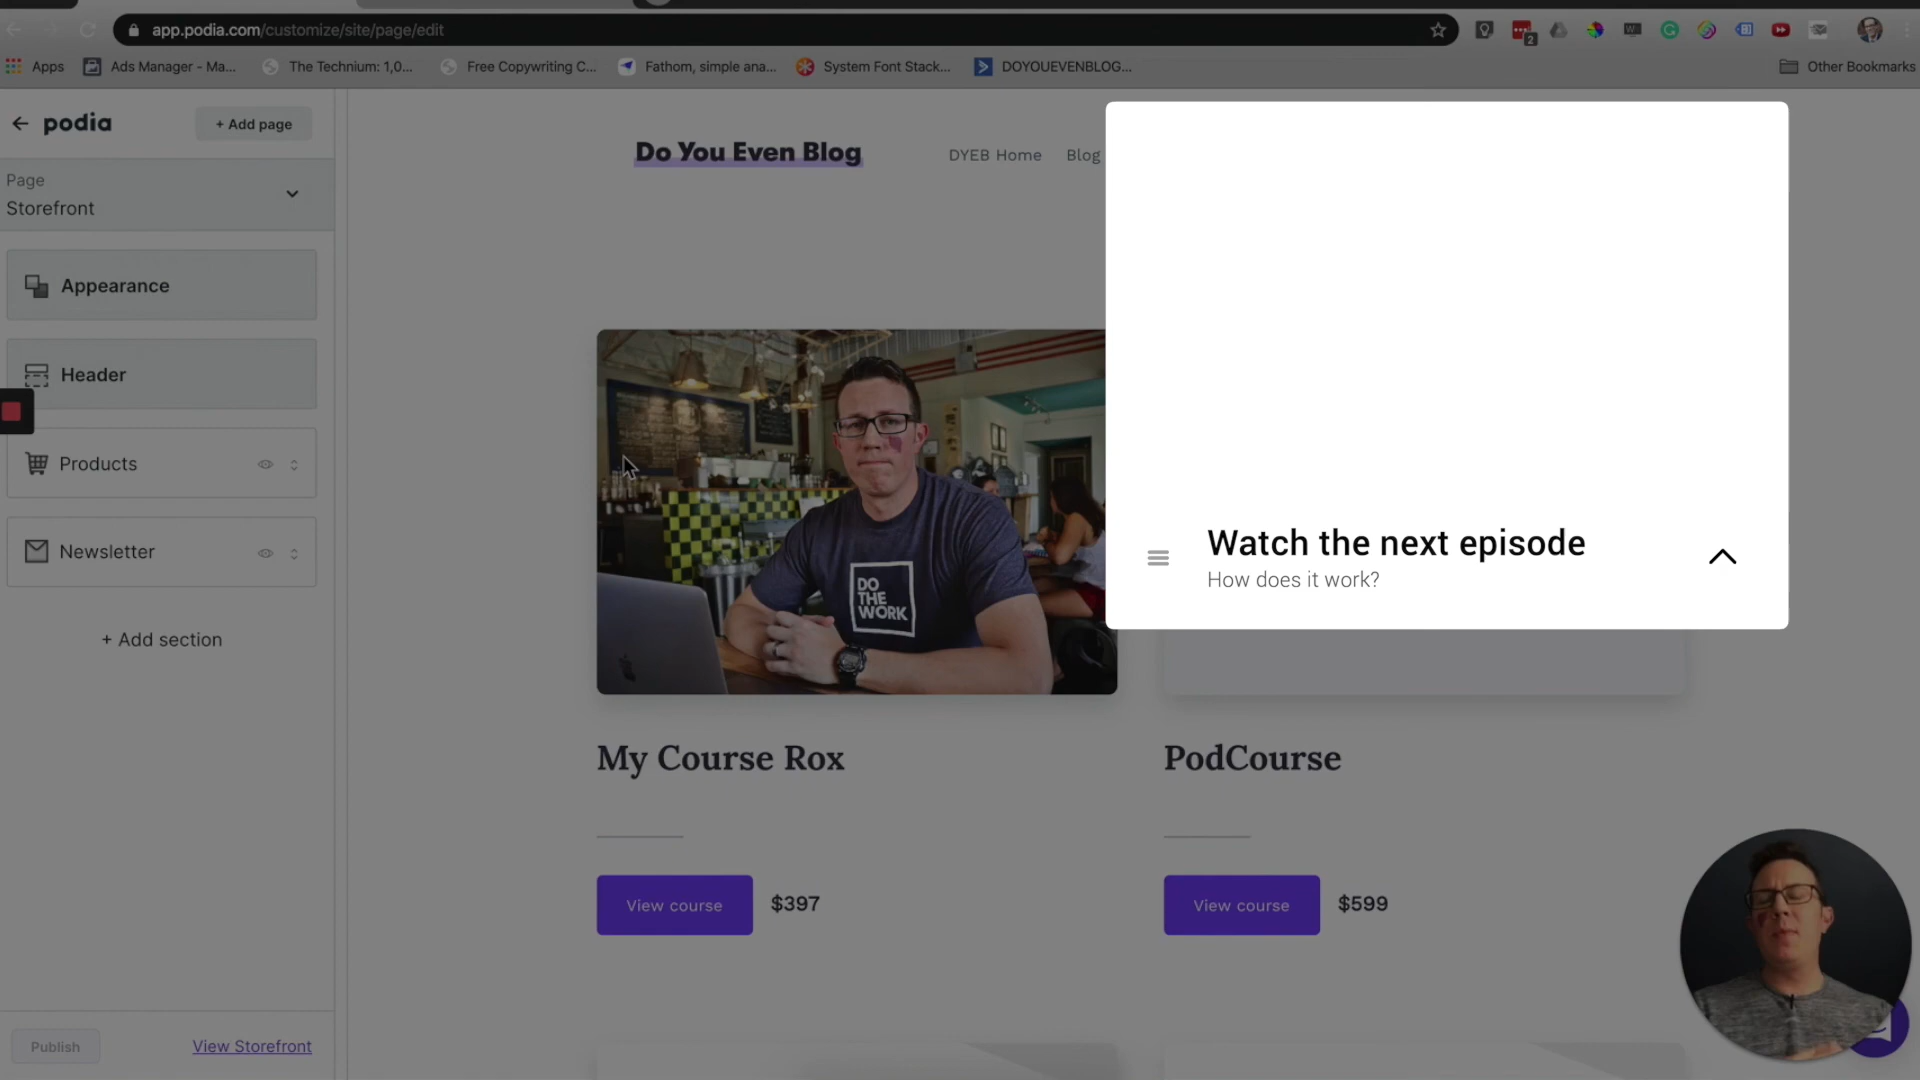 app.podia.com/customize/site/page/edit
2
Apps
Ads Manager - Ma...
The Technium: 1,0...
Free Copywriting C...
Fathom, simple ana...
System Font Stack...
DOYOUEVENBLOG...
Other Bookmarks
podia
+ Add page
Page
Storefront
Appearance
Header
Products
Newsletter
+ Add section
Publish
View Storefront
Do You Even Blog
DYEB Home
Blog
DO
THE
WORK
Watch the next episode
How does it work?
My Course Rox
View course
$397
PodCourse
View course
$599